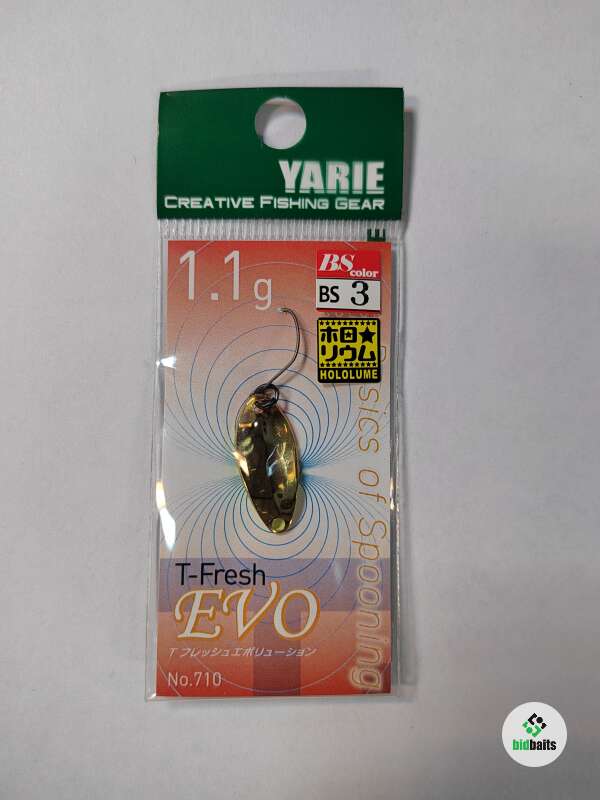 YARIE
CREATIVE FISHING GEAR
1.1g
BS
color
BS 3
ホロ★
リウム
HOLOLUME
Basics of Spooning
T-Fresh
EVO
T フレッシュエボリューション
No.710
bidbaits